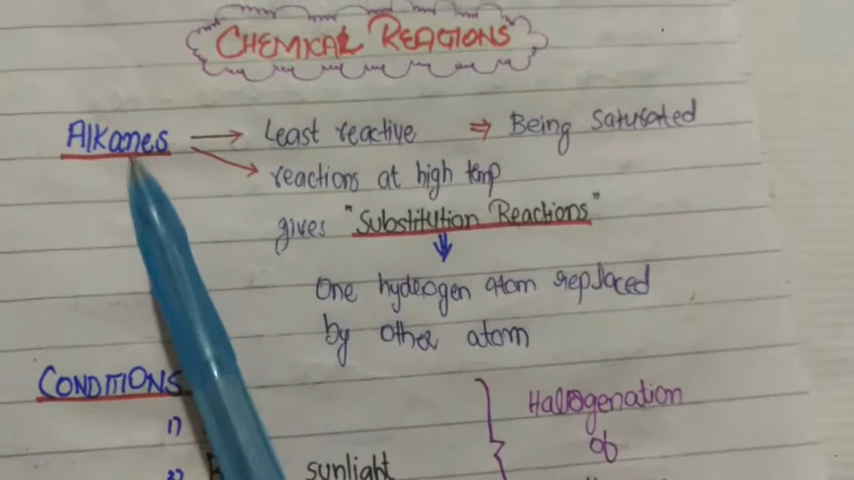 CHEMICAL REACTIONS
Alkanes → Least reactive ⇒ Being saturated
reactions at high temp
gives "Substitution Reactions"
One hydrogen atom replaced
by other atom
CONDITIONS
1)
2) sunlight
Halogenation
of